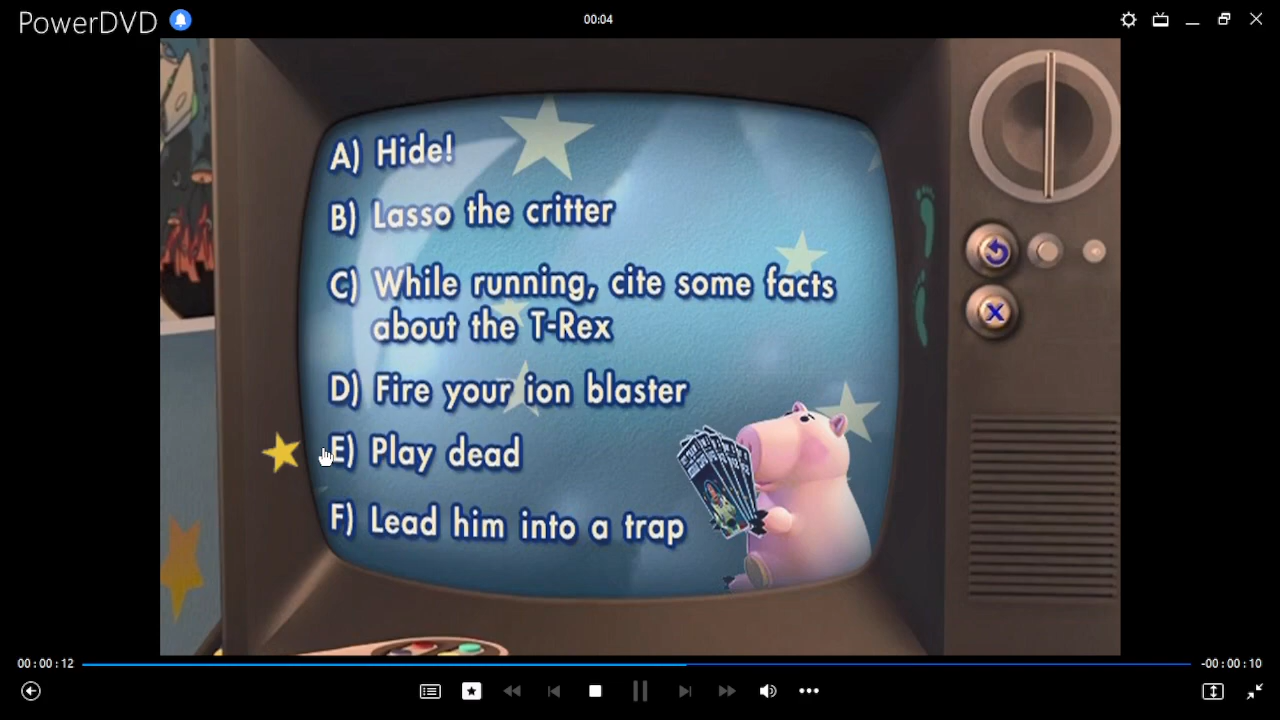 PowerDVD
00:04
A) Hide!
B) Lasso the critter
C) While running, cite some facts
about the T-Rex
D) Fire your ion blaster
E) Play dead
F) Lead him into a trap
00:00:12
-00:00:10